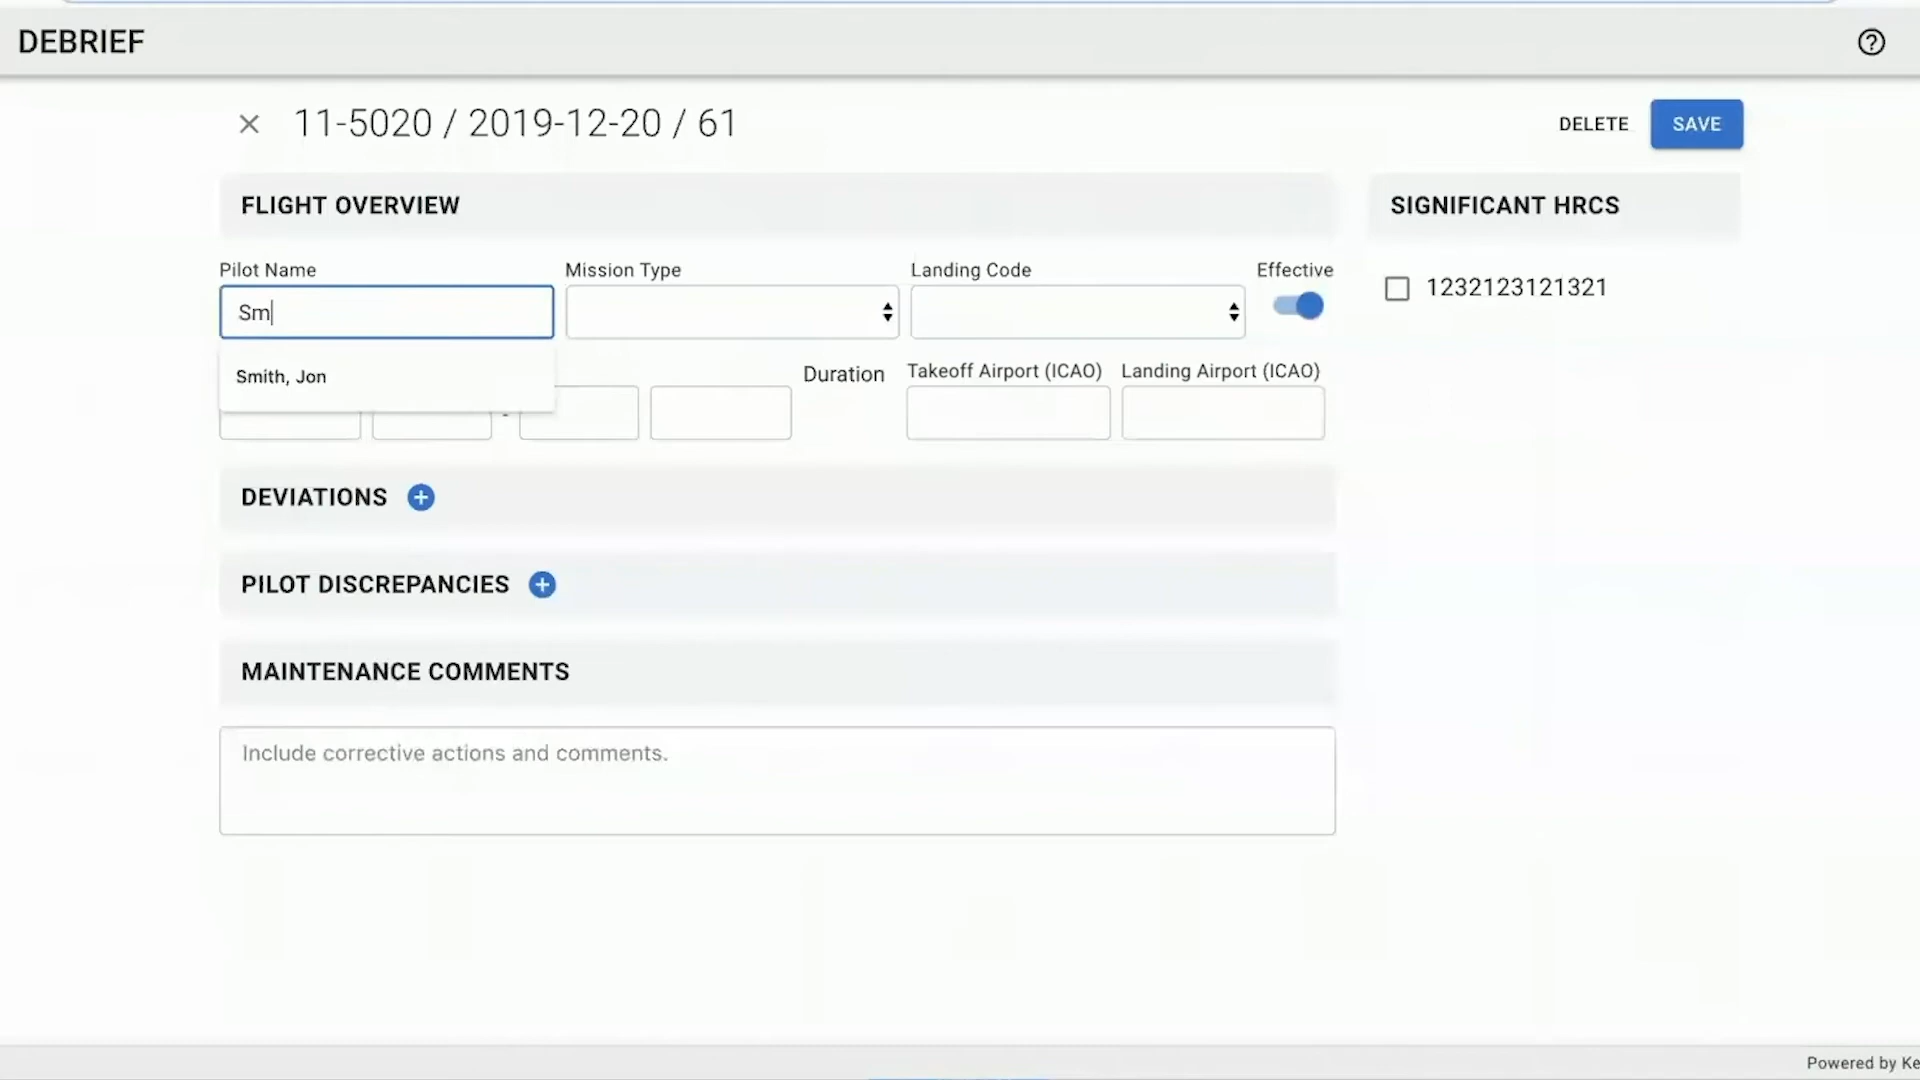 DEBRIEF
11-5020 / 2019-12-20 / 61
DELETE
SAVE
FLIGHT OVERVIEW
SIGNIFICANT HRCS
Pilot Name
Mission Type
Landing Code
Effective
Sm
1232123121321
Smith, Jon
Duration
Takeoff Airport (ICAO)
Landing Airport (ICAO)
-
DEVIATIONS
PILOT DISCREPANCIES
MAINTENANCE COMMENTS
Include corrective actions and comments.
Powered by Ke